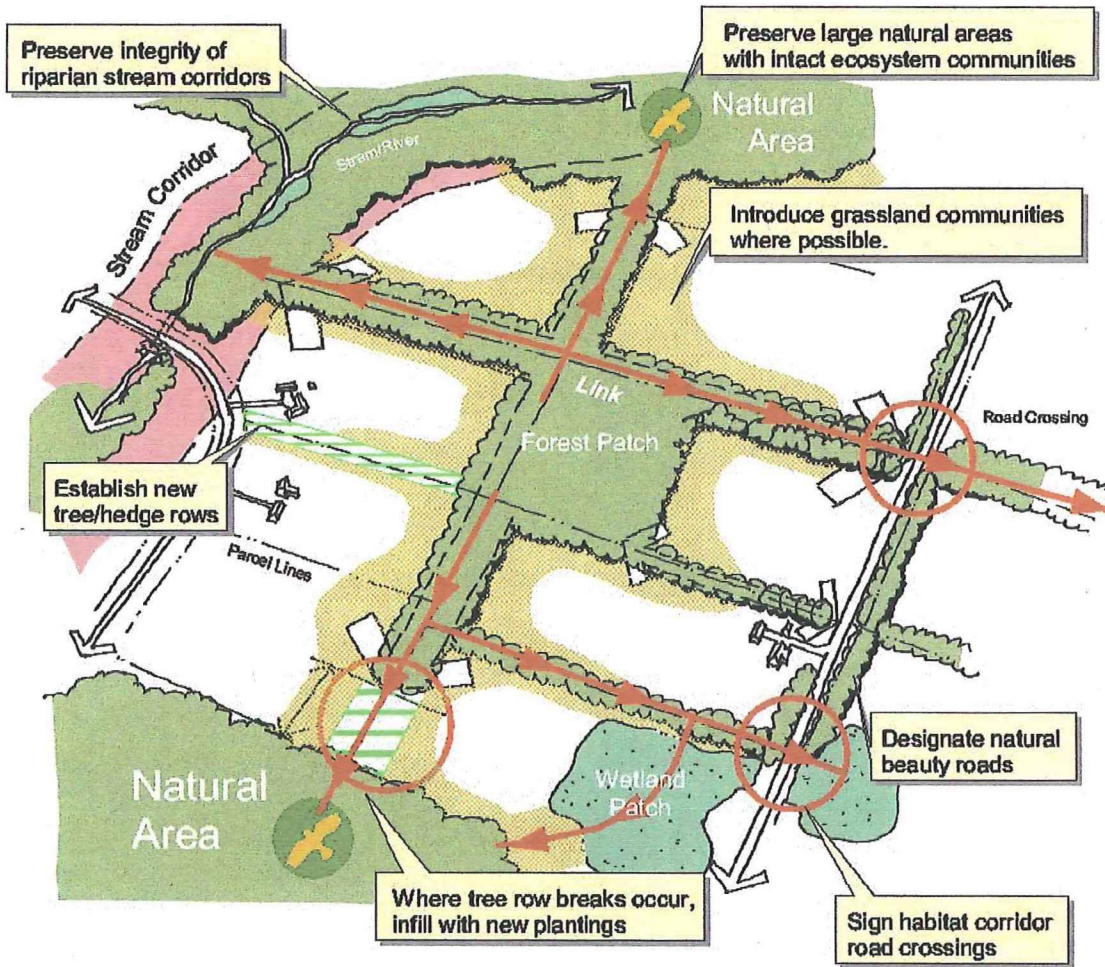 Preserve integrity of
riparian stream corridors
Preserve large natural areas
with intact ecosystem communities
Natural
Area
Stram/River
Stream Corridor
Introduce grassland communities
where possible.
Link
Road Crossing
Forest Patch
Establish new
tree/hedge rows
Parcel Lines
Designate natural
beauty roads
Wetland
Patch
Natural
Area
Where tree row breaks occur,
infill with new plantings
Sign habitat corridor
road crossings